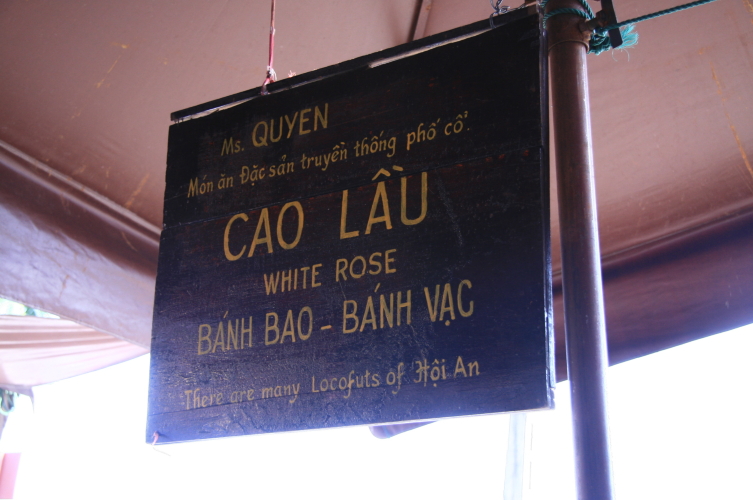 Ms. QUYEN
Món ăn Đặc sản truyền thống phố cổ.
CAO LẦU
WHITE ROSE
BÁNH BAO - BÁNH VẠC
There are many Locofuts of Hội An